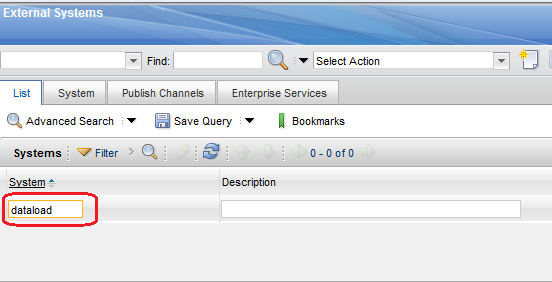 External Systems
Find: Select Action
List System Publish Channels Enterprise Services
Advanced Search Save Query Bookmarks
Systems Filter 0 - 0 of 0
System Description
dataload